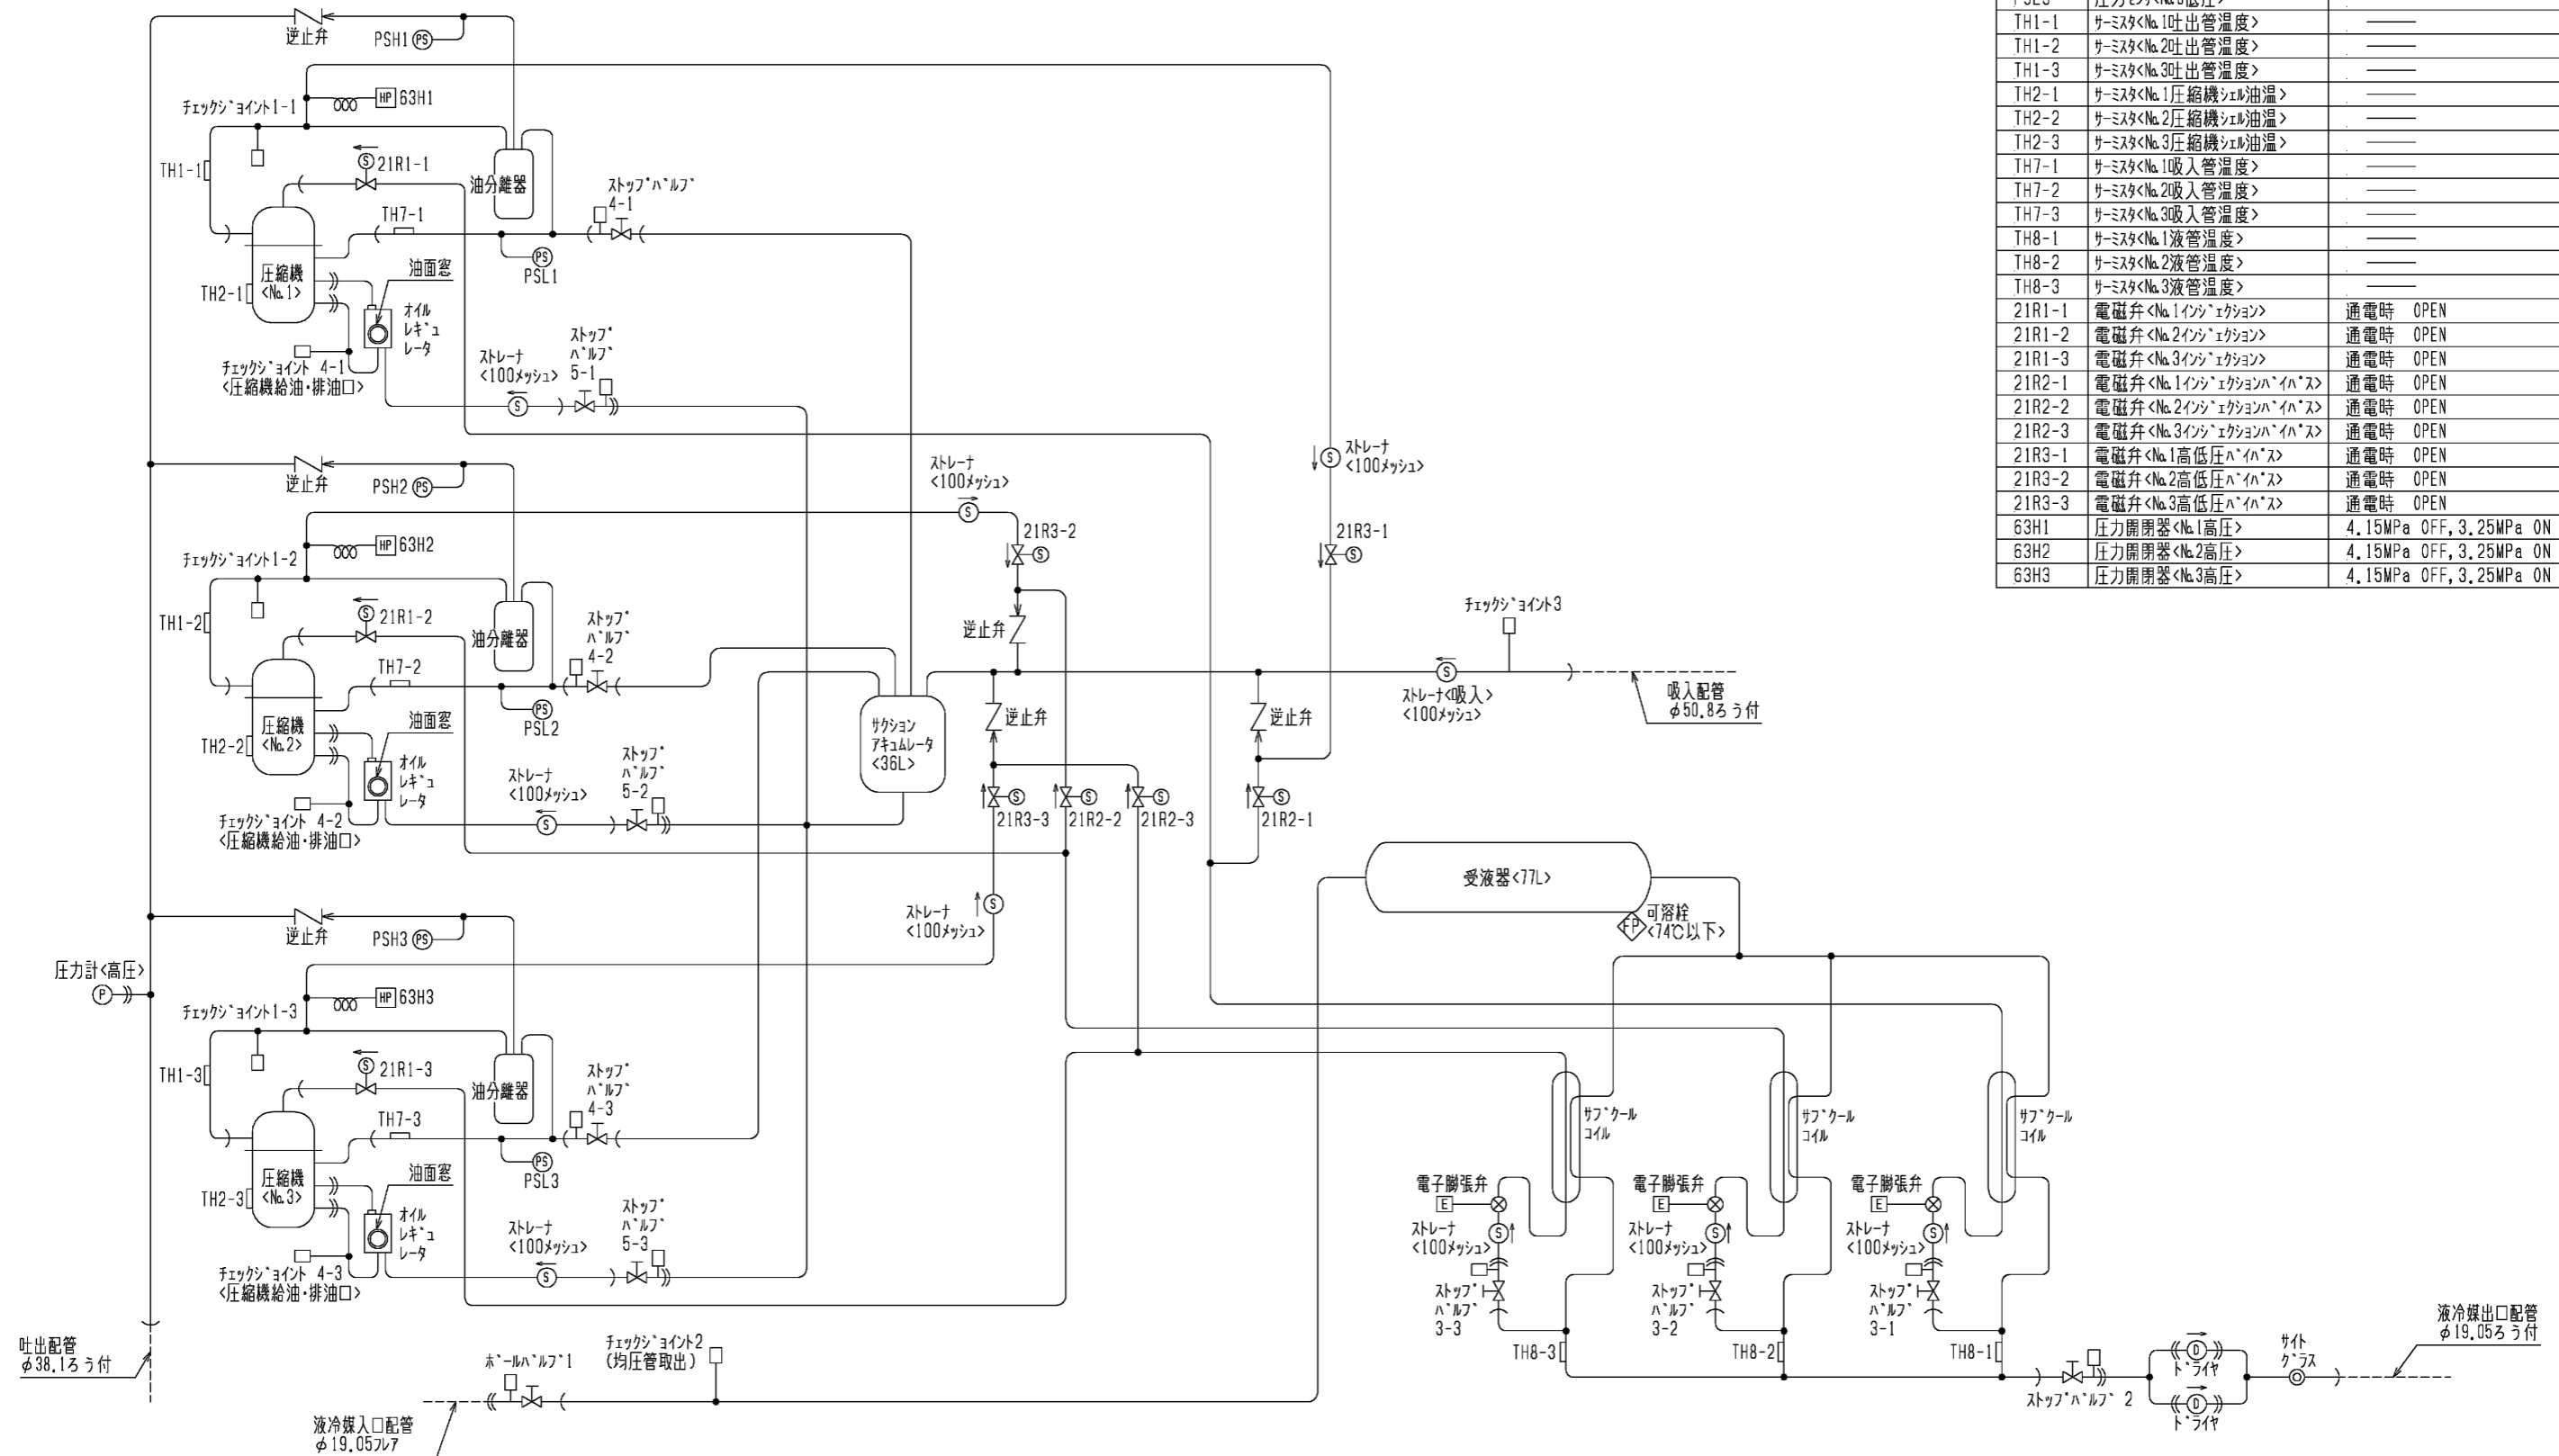 逆止弁
PSH1 PS
チェックジョイント1-1
HP 63H1
TH1-1
S 21R1-1
油分離器
ストップバルブ
4-1
TH7-1
PS
PSL1
圧縮機
<No.1>
TH2-1
油面窓
オイル
レギュ
レータ
チェックジョイント 4-1
<圧縮機給油・排油口>
ストレーナ
<100メッシュ>
S
ストップ
バルブ
5-1
逆止弁
PSH2 PS
チェックジョイント1-2
HP 63H2
TH1-2
S 21R1-2
油分離器
ストップ
バルブ
4-2
TH7-2
PS
PSL2
圧縮機
<No.2>
TH2-2
油面窓
オイル
レギュ
レータ
チェックジョイント 4-2
<圧縮機給油・排油口>
ストレーナ
<100メッシュ>
S
ストップ
バルブ
5-2
逆止弁
PSH3 PS
圧力計<高圧>
P
チェックジョイント1-3
HP 63H3
TH1-3
S 21R1-3
油分離器
ストップ
バルブ
4-3
TH7-3
PS
PSL3
圧縮機
<No.3>
TH2-3
油面窓
オイル
レギュ
レータ
チェックジョイント 4-3
<圧縮機給油・排油口>
ストレーナ
<100メッシュ>
S
ストップ
バルブ
5-3
吐出配管
φ38.1ろう付
液冷媒入口配管
φ19.05フレア
ボールバルブ1
チェックジョイント2
(均圧管取出)
ストレーナ
<100メッシュ>
S
21R3-2
S
逆止弁
ストレーナ
<100メッシュ>
S
21R3-1
S
サクション
アキュムレータ
<36L>
逆止弁
逆止弁
チェックジョイント3
S
ストレーナ<吸入>
<100メッシュ>
吸入配管
φ50.8ろう付
S
21R3-3
S
21R2-2
S
21R2-3
S
21R2-1
ストレーナ
<100メッシュ>
S
受液器<77L>
FP
可溶栓
<74℃以下>
サブクール
コイル
サブクール
コイル
サブクール
コイル
電子膨張弁
E
ストレーナ
<100メッシュ>
S
ストップ
バルブ
3-3
TH8-3
電子膨張弁
E
ストレーナ
<100メッシュ>
S
ストップ
バルブ
3-2
TH8-2
電子膨張弁
E
ストレーナ
<100メッシュ>
S
ストップ
バルブ
3-1
TH8-1
ストップバルブ 2
D
ドライヤ
D
ドライヤ
サイト
グラス
液冷媒出口配管
φ19.05ろう付
TH1-1 サーミスタ<No.1吐出管温度> ――
TH1-2 サーミスタ<No.2吐出管温度> ――
TH1-3 サーミスタ<No.3吐出管温度> ――
TH2-1 サーミスタ<No.1圧縮機シェル油温> ――
TH2-2 サーミスタ<No.2圧縮機シェル油温> ――
TH2-3 サーミスタ<No.3圧縮機シェル油温> ――
TH7-1 サーミスタ<No.1吸入管温度> ――
TH7-2 サーミスタ<No.2吸入管温度> ――
TH7-3 サーミスタ<No.3吸入管温度> ――
TH8-1 サーミスタ<No.1液管温度> ――
TH8-2 サーミスタ<No.2液管温度> ――
TH8-3 サーミスタ<No.3液管温度> ――
21R1-1 電磁弁<No.1インジェクション> 通電時 OPEN
21R1-2 電磁弁<No.2インジェクション> 通電時 OPEN
21R1-3 電磁弁<No.3インジェクション> 通電時 OPEN
21R2-1 電磁弁<No.1インジェクションバイパス> 通電時 OPEN
21R2-2 電磁弁<No.2インジェクションバイパス> 通電時 OPEN
21R2-3 電磁弁<No.3インジェクションバイパス> 通電時 OPEN
21R3-1 電磁弁<No.1高低圧バイパス> 通電時 OPEN
21R3-2 電磁弁<No.2高低圧バイパス> 通電時 OPEN
21R3-3 電磁弁<No.3高低圧バイパス> 通電時 OPEN
63H1 圧力開閉器<No.1高圧> 4.15MPa OFF,3.25MPa ON
63H2 圧力開閉器<No.2高圧> 4.15MPa OFF,3.25MPa ON
63H3 圧力開閉器<No.3高圧> 4.15MPa OFF,3.25MPa ON